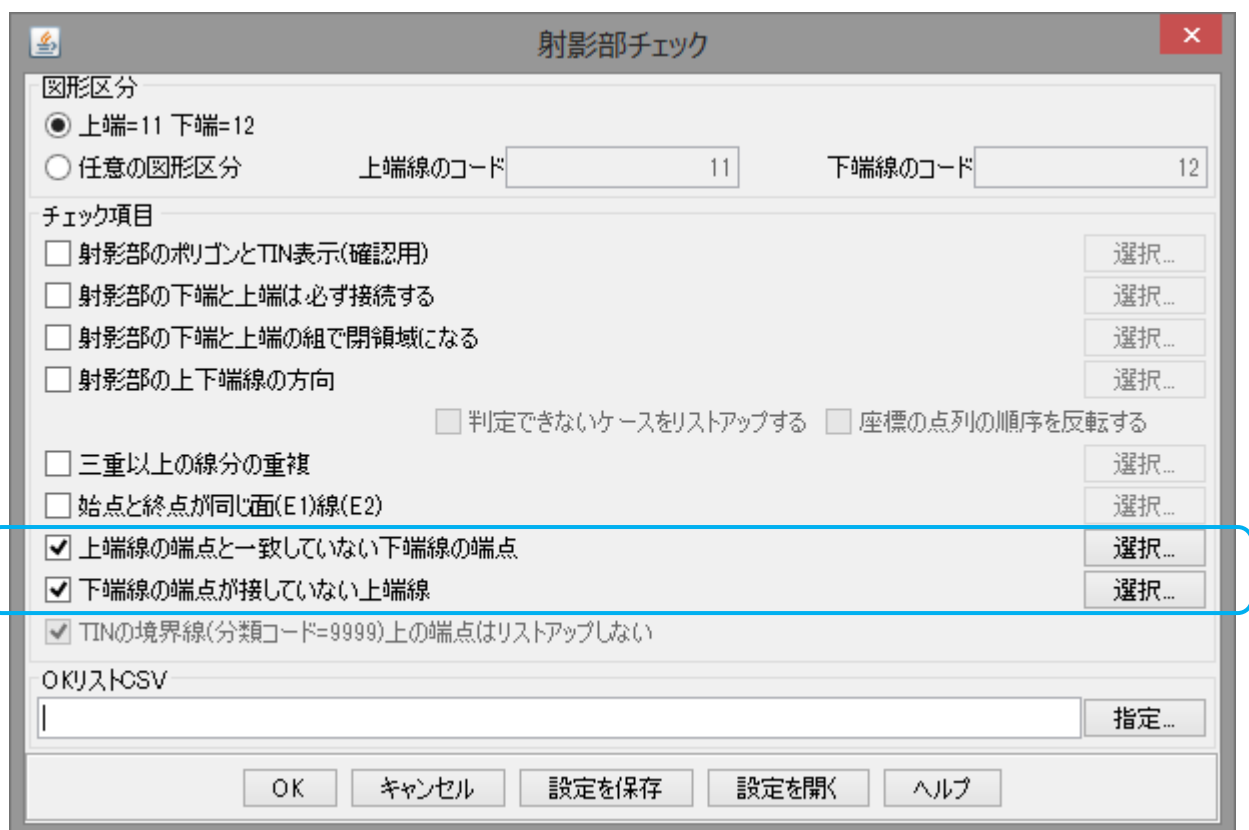 射影部チェック
図形区分
上端=11 下端=12
任意の図形区分 上端線のコード 11 下端線のコード 12
チェック項目
射影部のポリゴンとTIN表示(確認用) 選択...
射影部の下端と上端は必ず接続する 選択...
射影部の下端と上端の組で閉領域になる 選択...
射影部の上下端線の方向 選択...
判定できないケースをリストアップする 座標の点列の順序を反転する
三重以上の線分の重複 選択...
始点と終点が同じ面(E1)線(E2) 選択...
上端線の端点と一致していない下端線の端点 選択...
下端線の端点が接していない上端線 選択...
TINの境界線(分類コード=9999)上の端点はリストアップしない
OKリストCSV
指定...
OK キャンセル 設定を保存 設定を開く ヘルプ